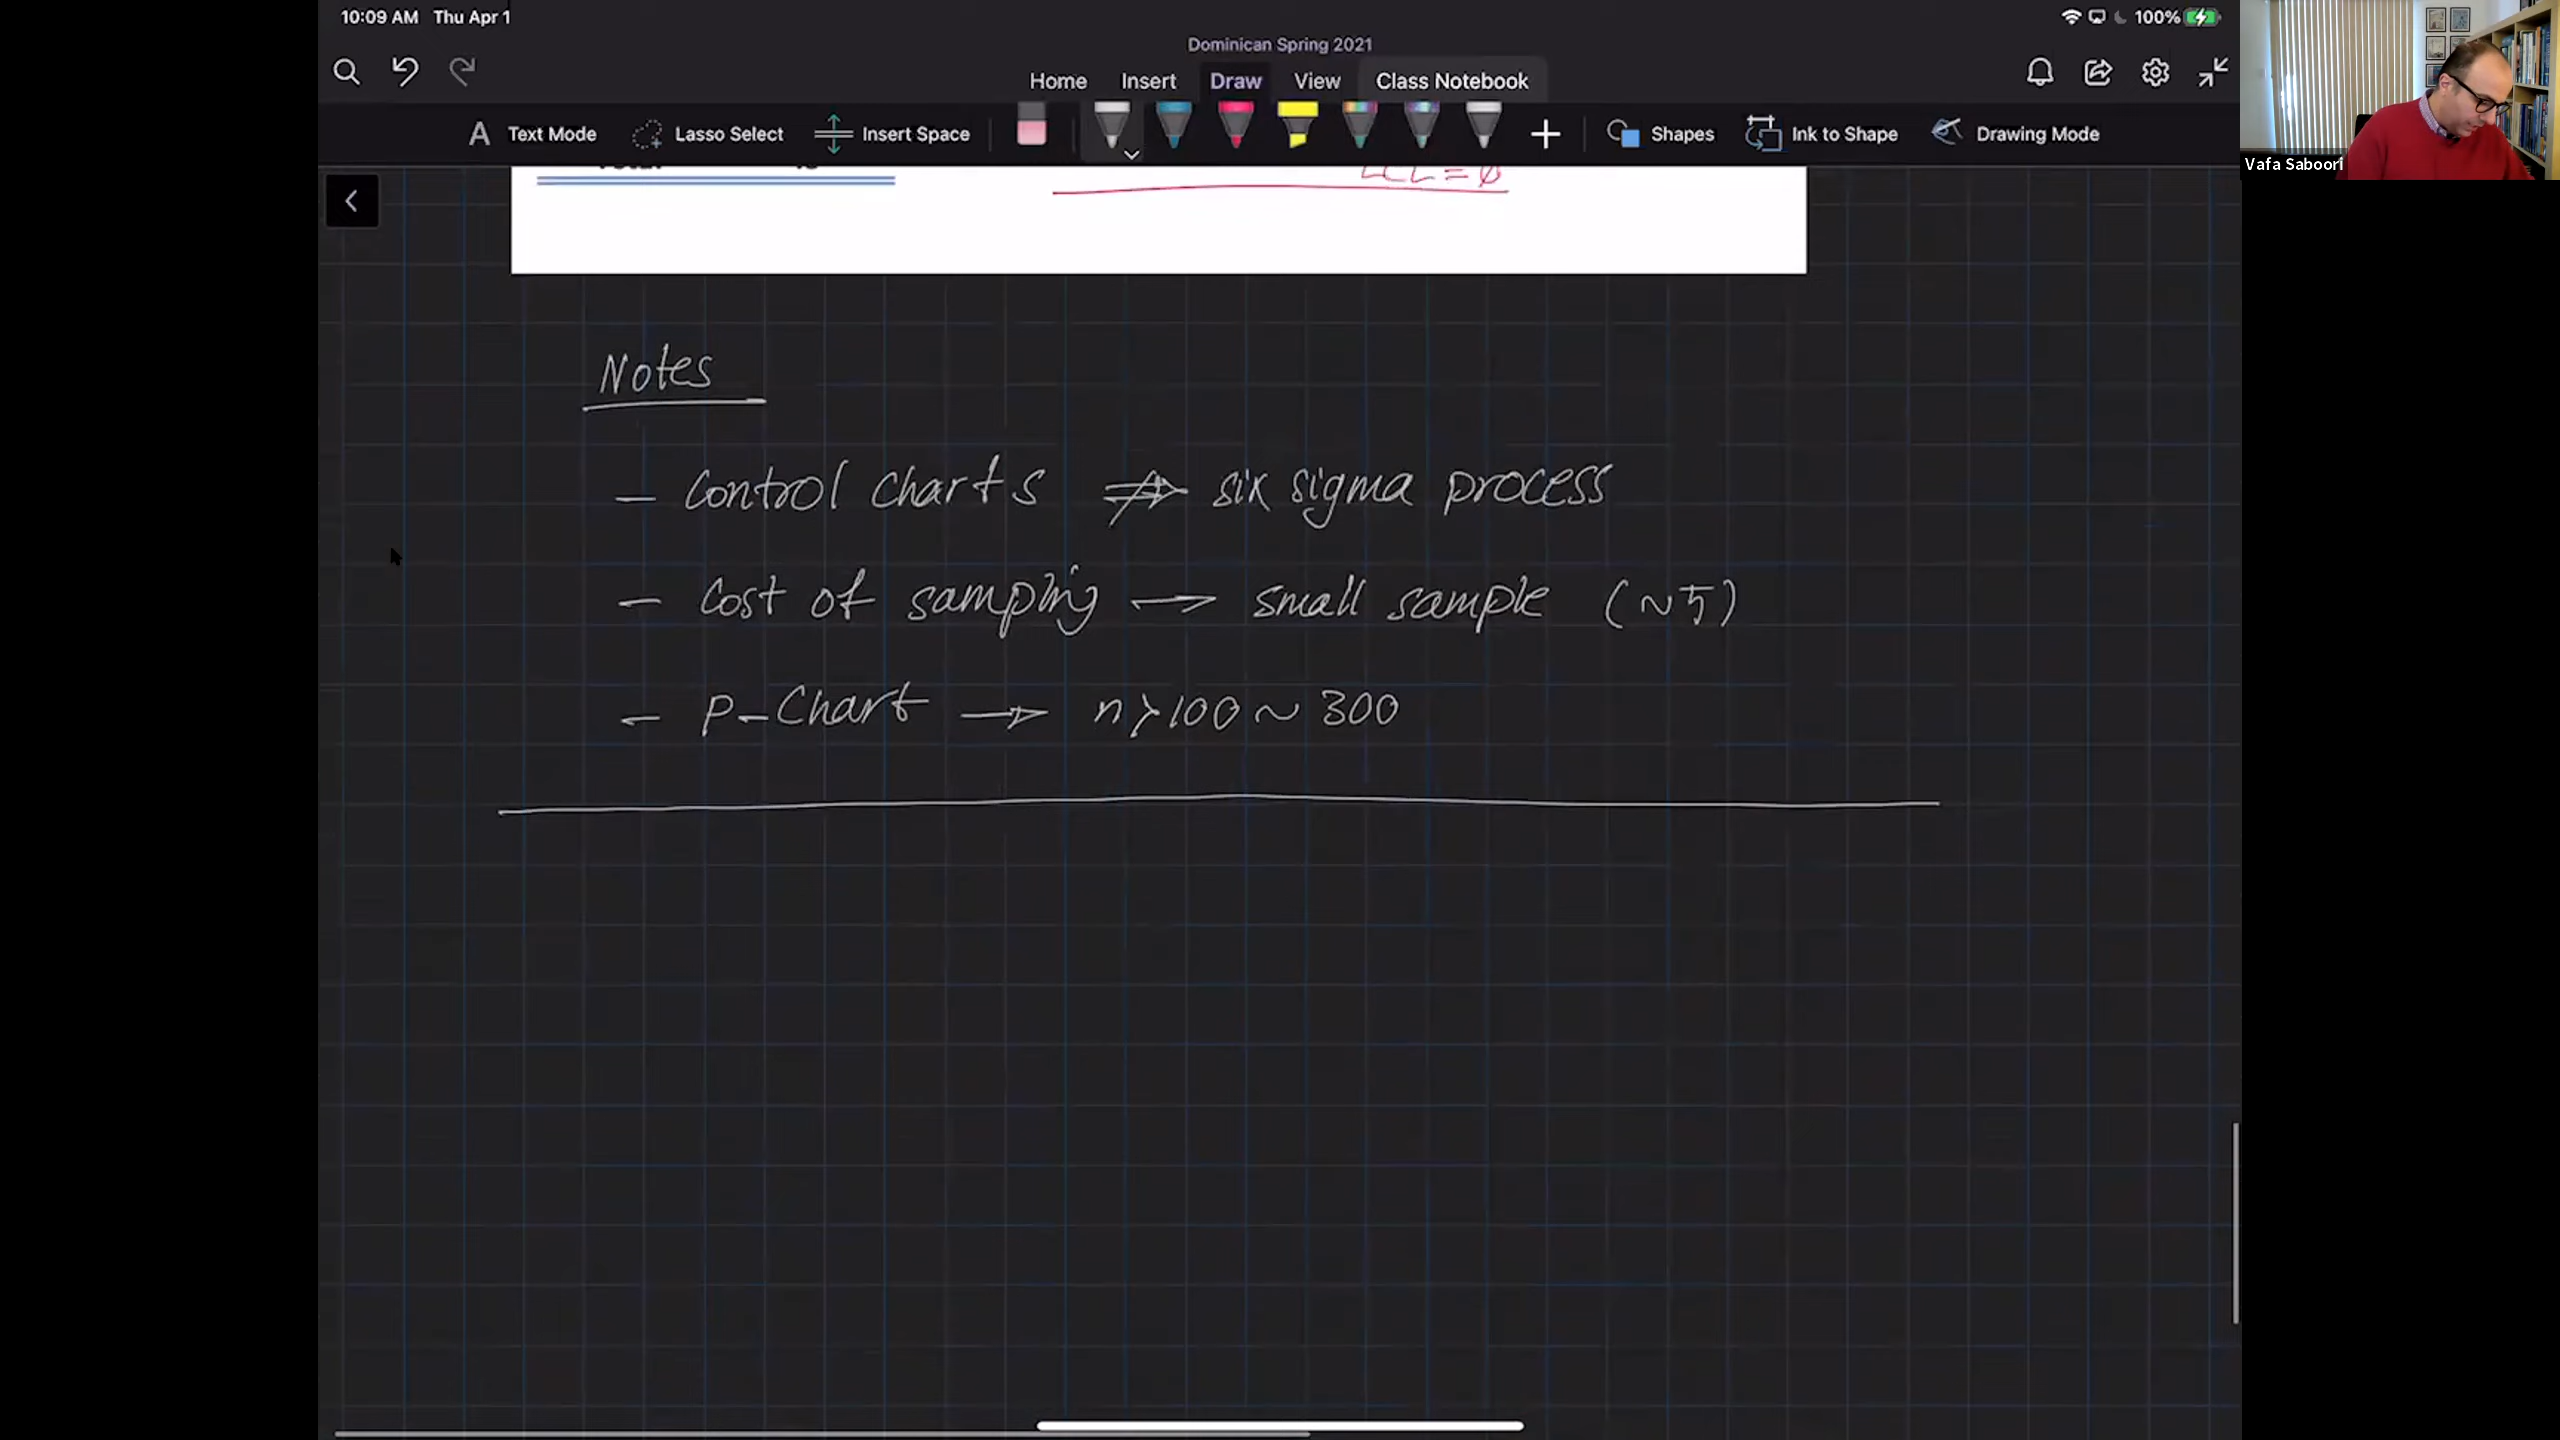 10:09 AM Thu Apr 1
100%
Dominican Spring 2021
Home Insert Draw View Class Notebook
Vafa Saboori
A Text Mode Lasso Select Insert Space Shapes Ink to Shape Drawing Mode
LCL = ∅
Notes
- Control Charts ⇏ six sigma process
- Cost of sampling → small sample (~5)
- P-Chart → n > 100 ~ 300